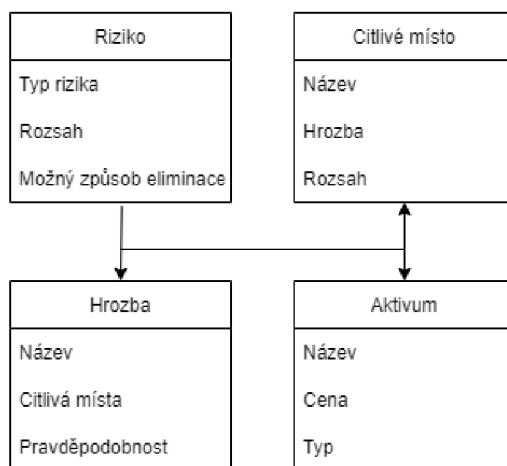 Riziko
Typ rizika
Rozsah
Možný způsob eliminace
Citlivé místo
Název
Hrozba
Rozsah
Hrozba
Název
Citlivá místa
Pravděpodobnost
Aktivum
Název
Cena
Typ